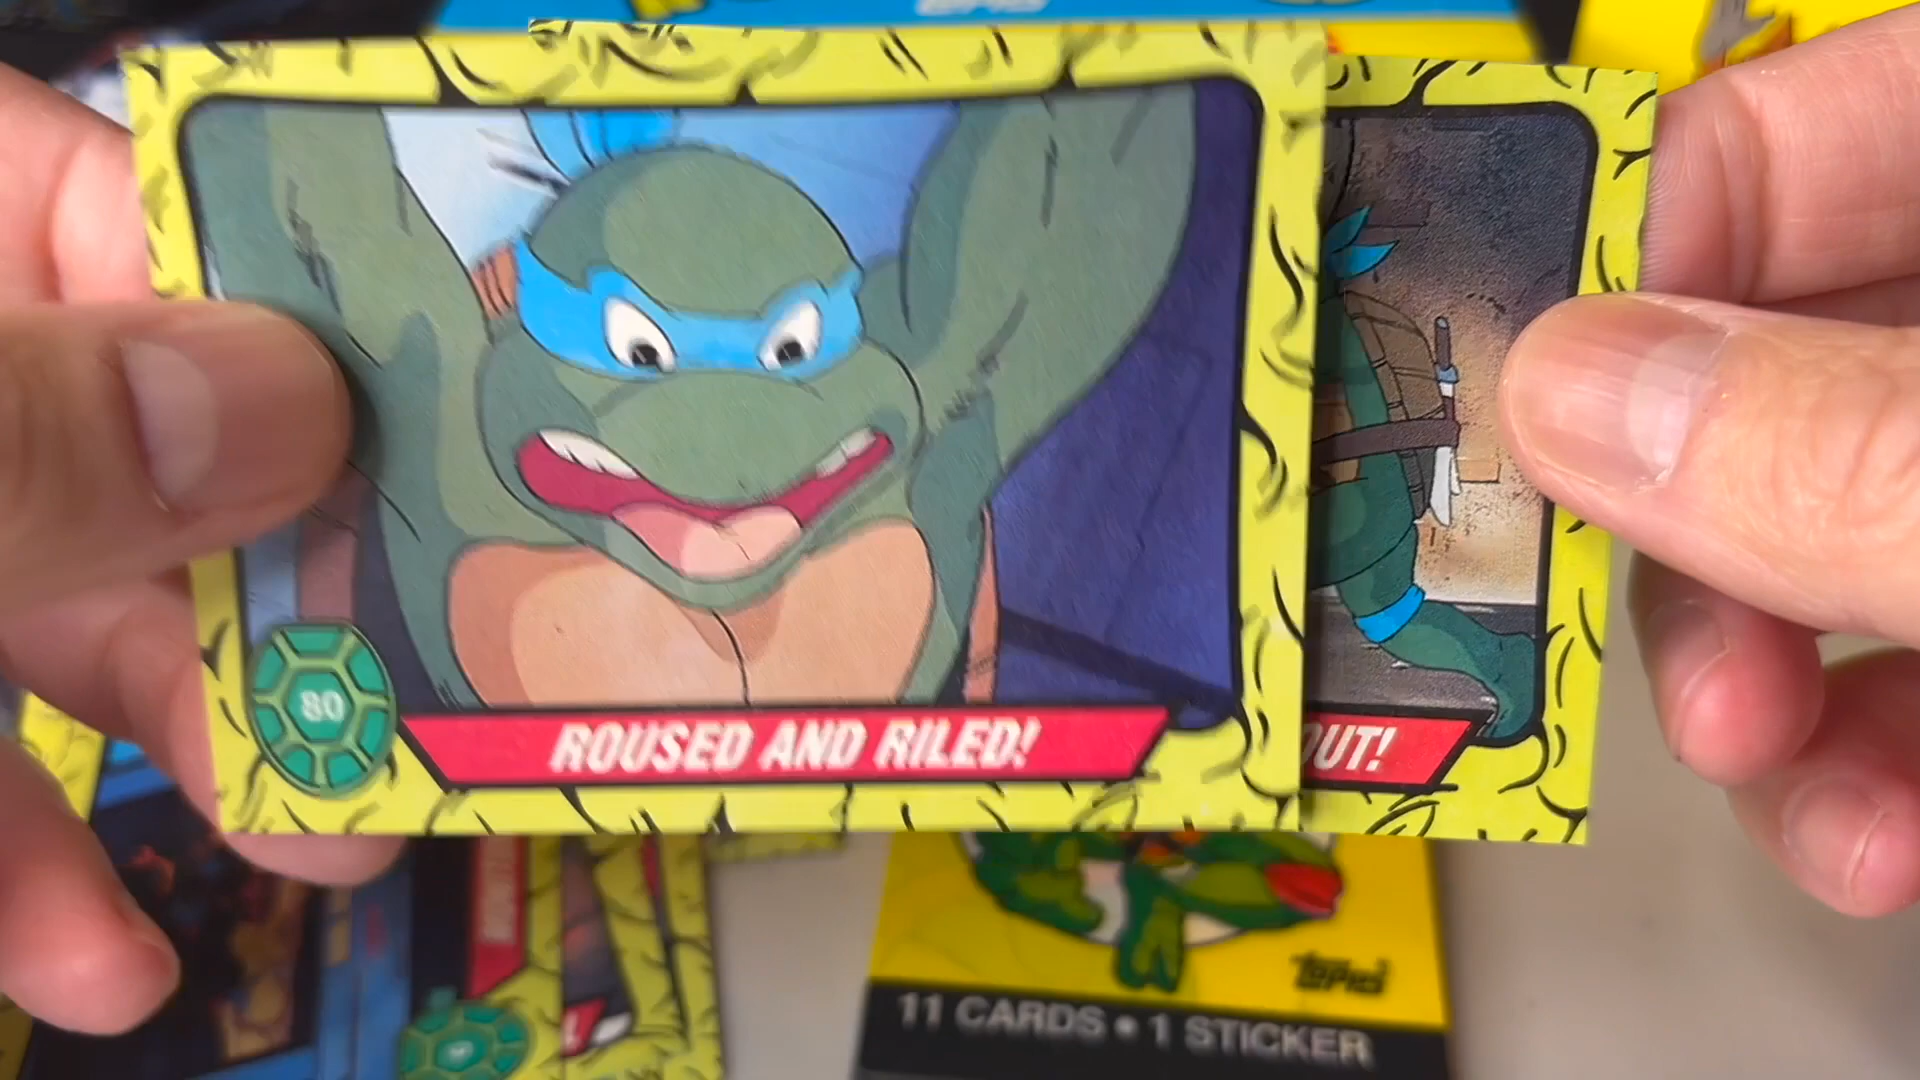 80
ROUSED AND RILED!
OUT!
TOPPS
11 CARDS • 1 STICKER